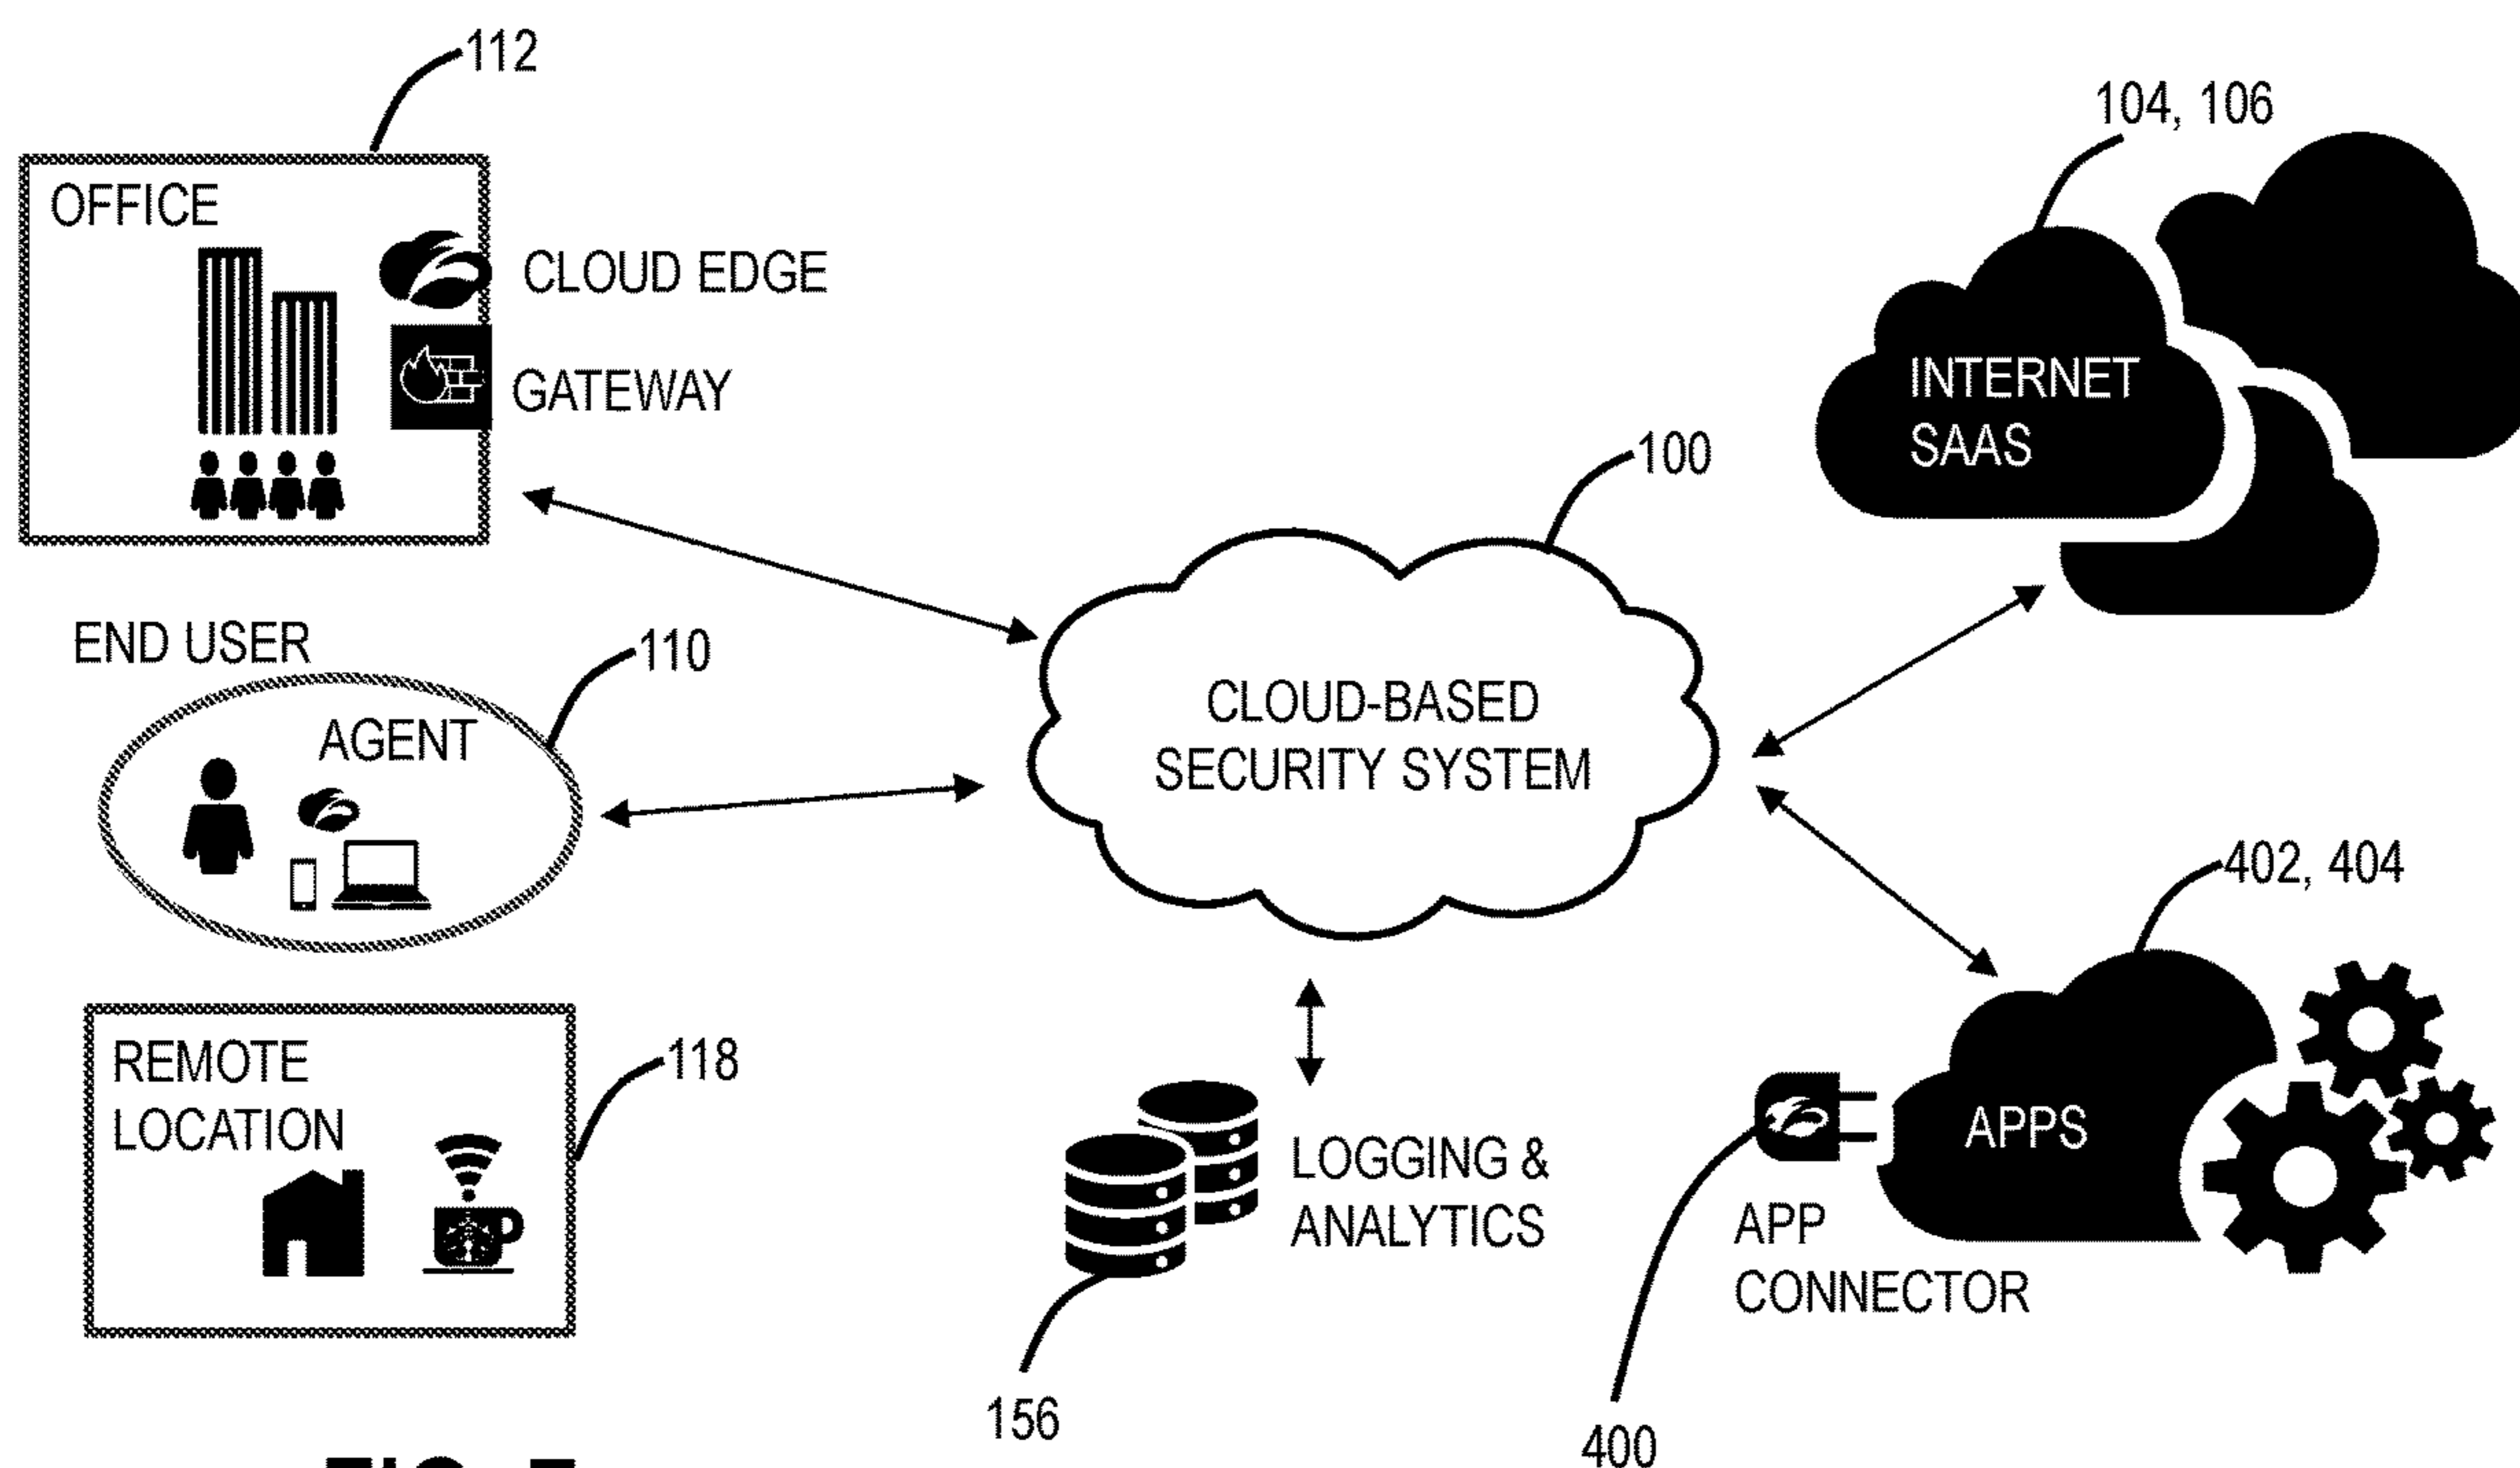 112
OFFICE
CLOUD EDGE
GATEWAY
104, 106
INTERNET
SAAS
100
END USER
110
AGENT
CLOUD-BASED
SECURITY SYSTEM
402, 404
REMOTE
LOCATION
118
LOGGING &
ANALYTICS
156
APPS
APP
CONNECTOR
400